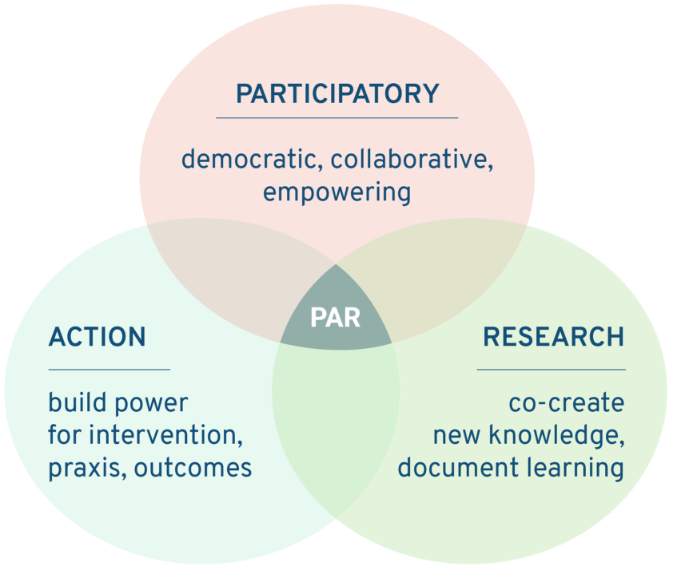 PARTICIPATORY
democratic, collaborative,
empowering
PAR
ACTION
build power
for intervention,
praxis, outcomes
RESEARCH
co-create
new knowledge,
document learning